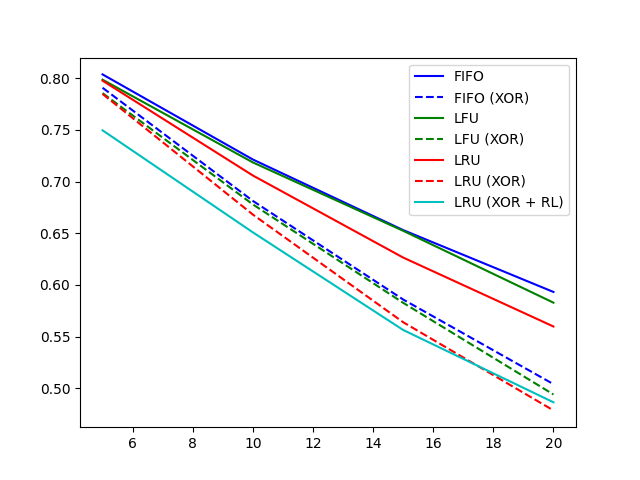 0.80
0.75
0.70
0.65
0.60
0.55
0.50
FIFO
FIFO (XOR)
LFU
LFU (XOR)
LRU
LRU (XOR)
LRU (XOR + RL)
6 8 10 12 14 16 18 20